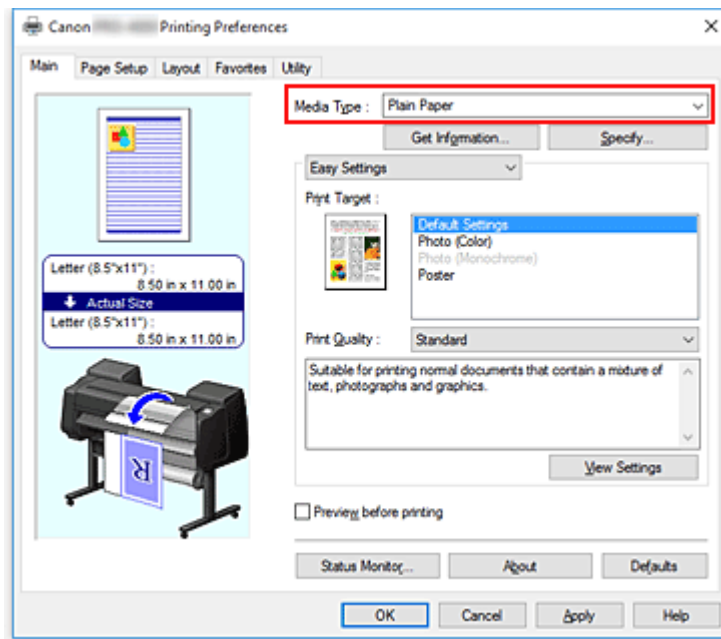 Canon Printing Preferences
Main Page Setup Layout Favorites Utility
Media Type : Plain Paper
Get Information... Specify...
Easy Settings
Print Target :
Default Settings
Photo (Color)
Photo (Monochrome)
Poster
Letter (8.5"x11") :
8.50 in x 11.00 in
Actual Size
Letter (8.5"x11") :
8.50 in x 11.00 in
Print Quality : Standard
Suitable for printing normal documents that contain a mixture of
text, photographs and graphics.
R
View Settings
Preview before printing
Status Monitor... About Defaults
OK Cancel Apply Help